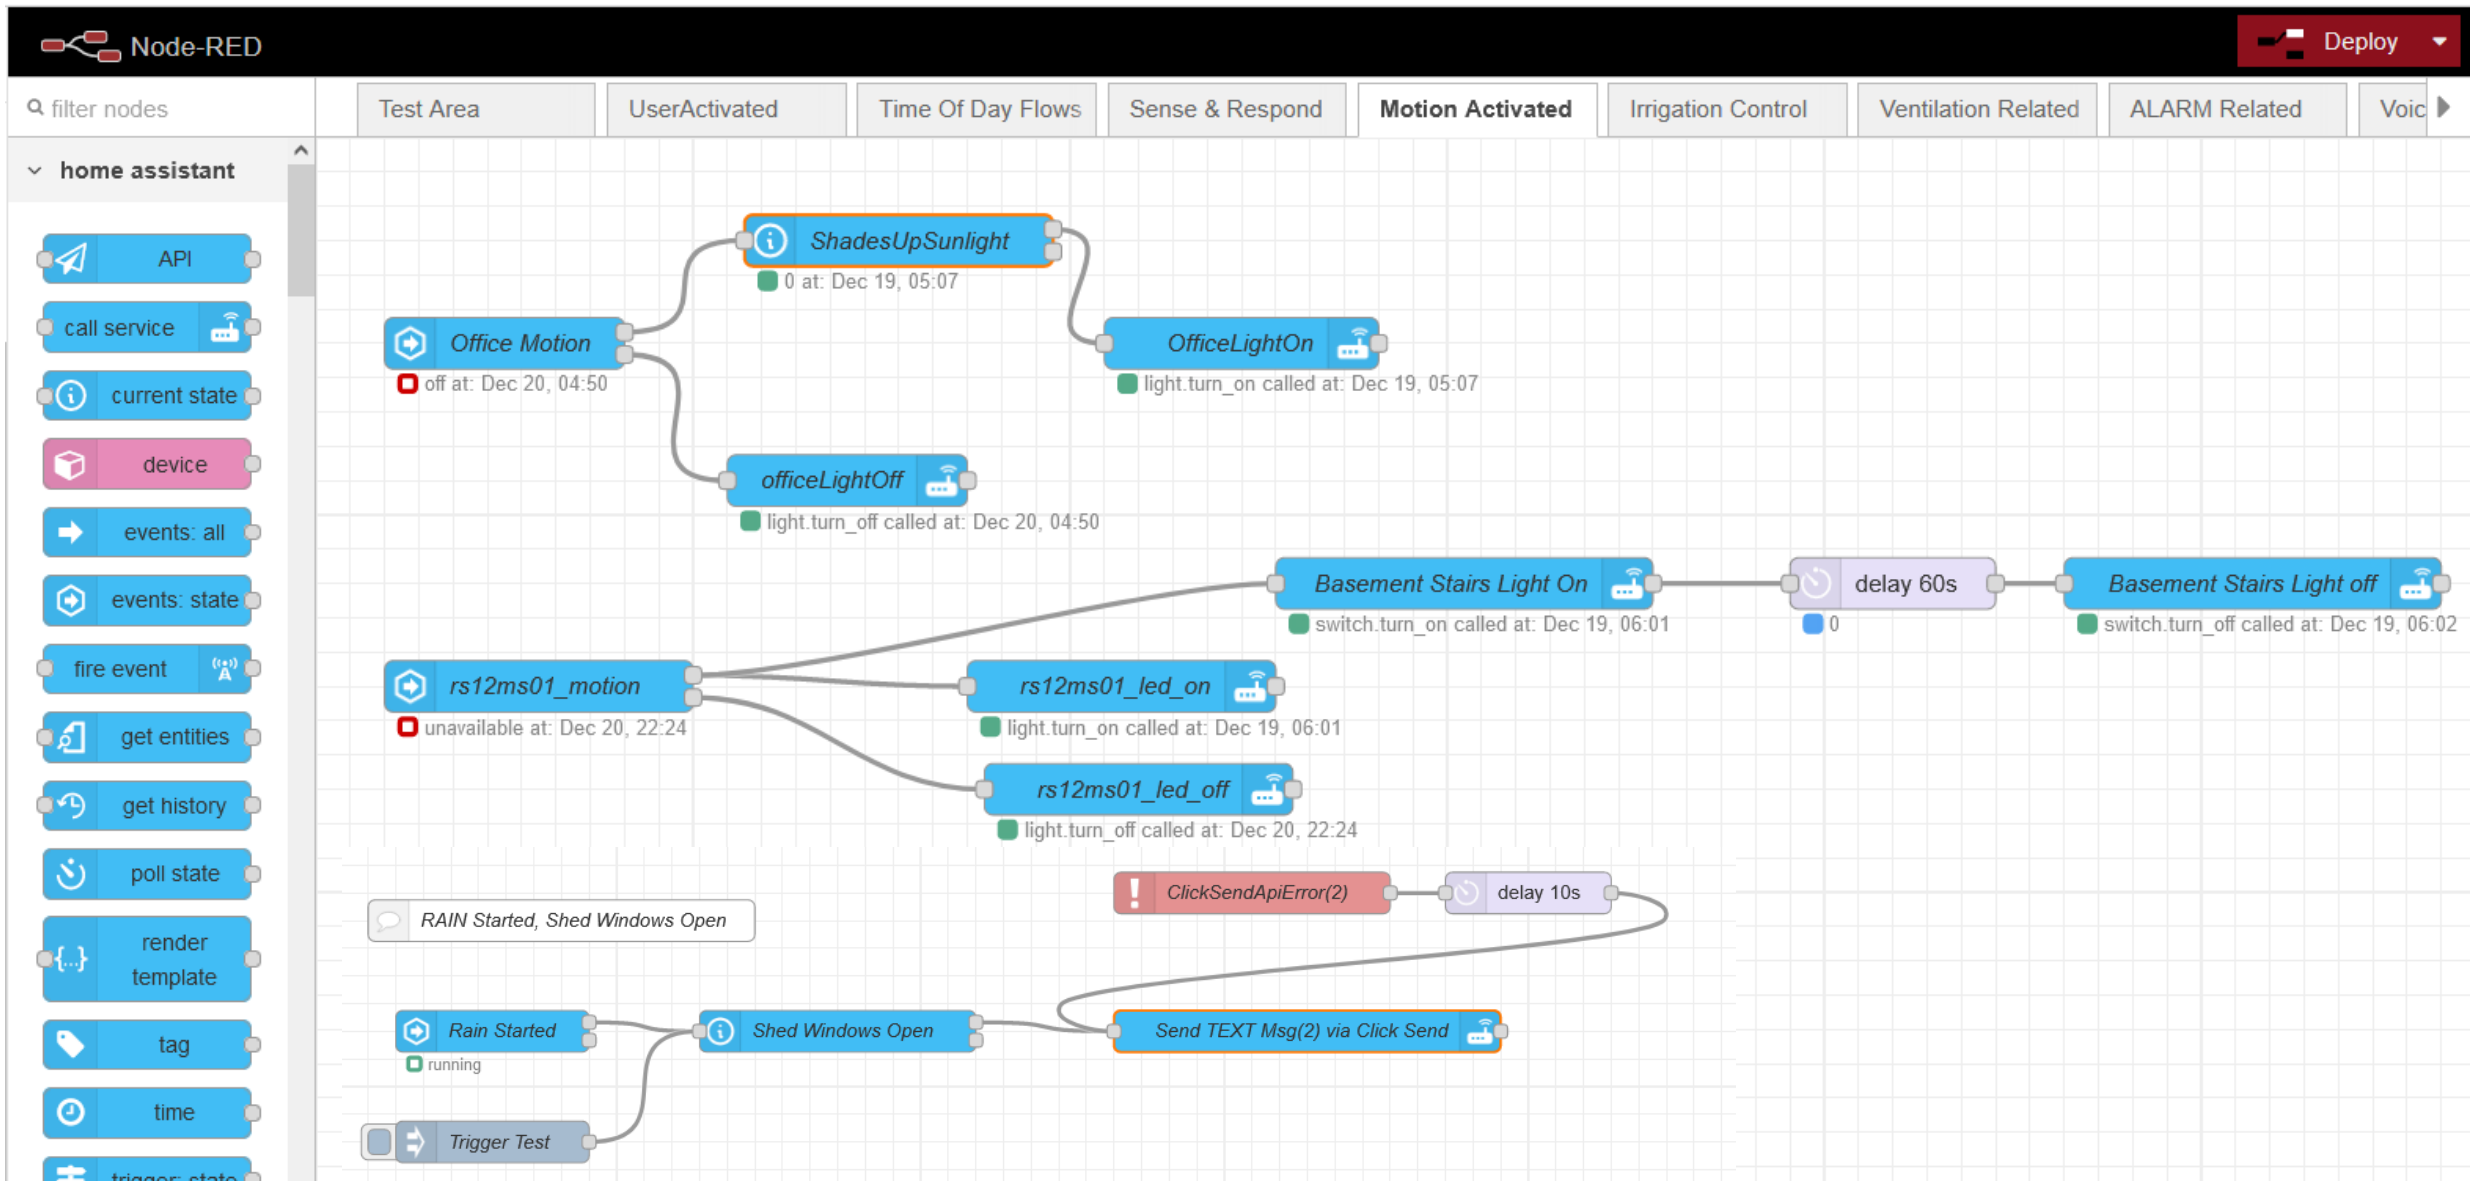 Node-RED
Deploy
filter nodes
Test Area
UserActivated
Time Of Day Flows
Sense & Respond
Motion Activated
Irrigation Control
Ventilation Related
ALARM Related
Voic
home assistant
API
call service
current state
device
events: all
events: state
fire event
get entities
get history
poll state
render
template
tag
time
trigger: state
ShadesUpSunlight
0 at: Dec 19, 05:07
Office Motion
off at: Dec 20, 04:50
OfficeLightOn
light.turn_on called at: Dec 19, 05:07
officeLightOff
light.turn_off called at: Dec 20, 04:50
Basement Stairs Light On
switch.turn_on called at: Dec 19, 06:01
delay 60s
0
Basement Stairs Light off
switch.turn_off called at: Dec 19, 06:02
rs12ms01_motion
unavailable at: Dec 20, 22:24
rs12ms01_led_on
light.turn_on called at: Dec 19, 06:01
rs12ms01_led_off
light.turn_off called at: Dec 20, 22:24
ClickSendApiError(2)
delay 10s
RAIN Started, Shed Windows Open
Rain Started
running
Shed Windows Open
Send TEXT Msg(2) via Click Send
Trigger Test